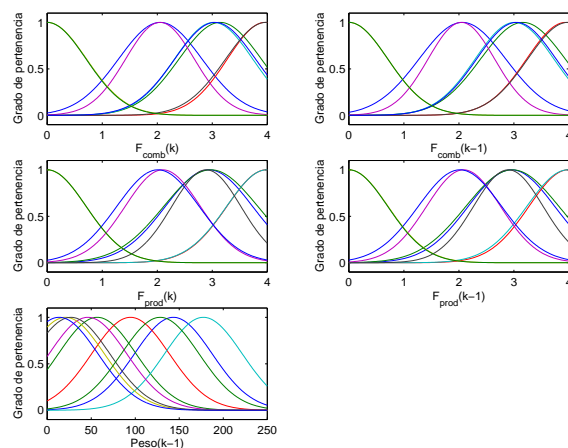 Grado de pertenencia
1
0.5
0
0 1 2 3 4
F_comb(k)
Grado de pertenencia
1
0.5
0
0 1 2 3 4
F_comb(k−1)
Grado de pertenencia
1
0.5
0
0 1 2 3 4
F_prod(k)
Grado de pertenencia
1
0.5
0
0 1 2 3 4
F_prod(k−1)
Grado de pertenencia
1
0.5
0
0 50 100 150 200 250
Peso(k−1)